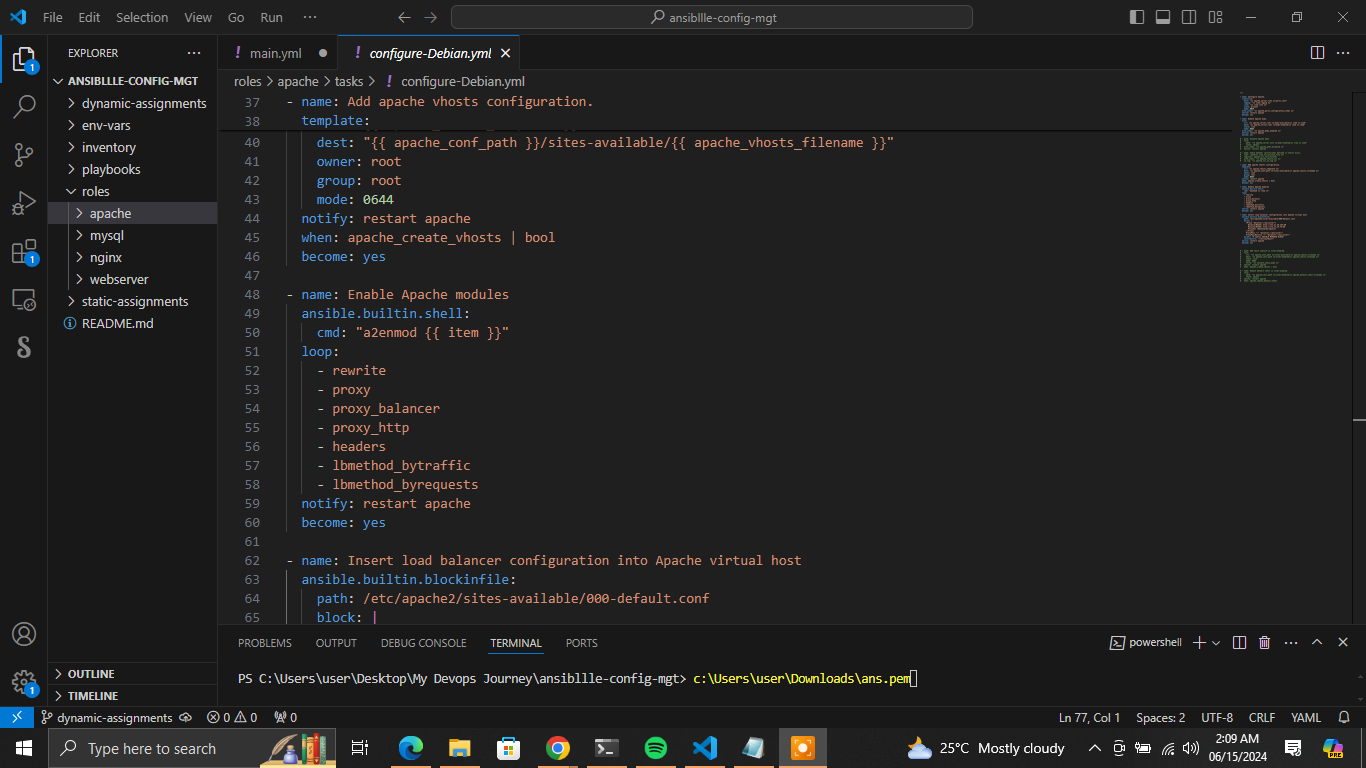 File Edit Selection View Go Run ··· ansibllle-config-mgt
EXPLORER ···
ANSIBLLLE-CONFIG-MGT
dynamic-assignments
env-vars
inventory
playbooks
roles
apache
mysql
nginx
webserver
static-assignments
README.md
OUTLINE
TIMELINE
! main.yml ! configure-Debian.yml
roles > apache > tasks > ! configure-Debian.yml
37 - name: Add apache vhosts configuration.
38 template:
40 dest: "{{ apache_conf_path }}/sites-available/{{ apache_vhosts_filename }}"
41 owner: root
42 group: root
43 mode: 0644
44 notify: restart apache
45 when: apache_create_vhosts | bool
46 become: yes
47
48 - name: Enable Apache modules
49 ansible.builtin.shell:
50 cmd: "a2enmod {{ item }}"
51 loop:
52 - rewrite
53 - proxy
54 - proxy_balancer
55 - proxy_http
56 - headers
57 - lbmethod_bytraffic
58 - lbmethod_byrequests
59 notify: restart apache
60 become: yes
61
62 - name: Insert load balancer configuration into Apache virtual host
63 ansible.builtin.blockinfile:
64 path: /etc/apache2/sites-available/000-default.conf
65 block: |
PROBLEMS OUTPUT DEBUG CONSOLE TERMINAL PORTS powershell
PS C:\Users\user\Desktop\My Devops Journey\ansibllle-config-mgt> c:\Users\user\Downloads\ans.pem
dynamic-assignments 0 0 0 Ln 77, Col 1 Spaces: 2 UTF-8 CRLF YAML
Type here to search 25°C Mostly cloudy 2:09 AM
06/15/2024
PRE
1
1
1